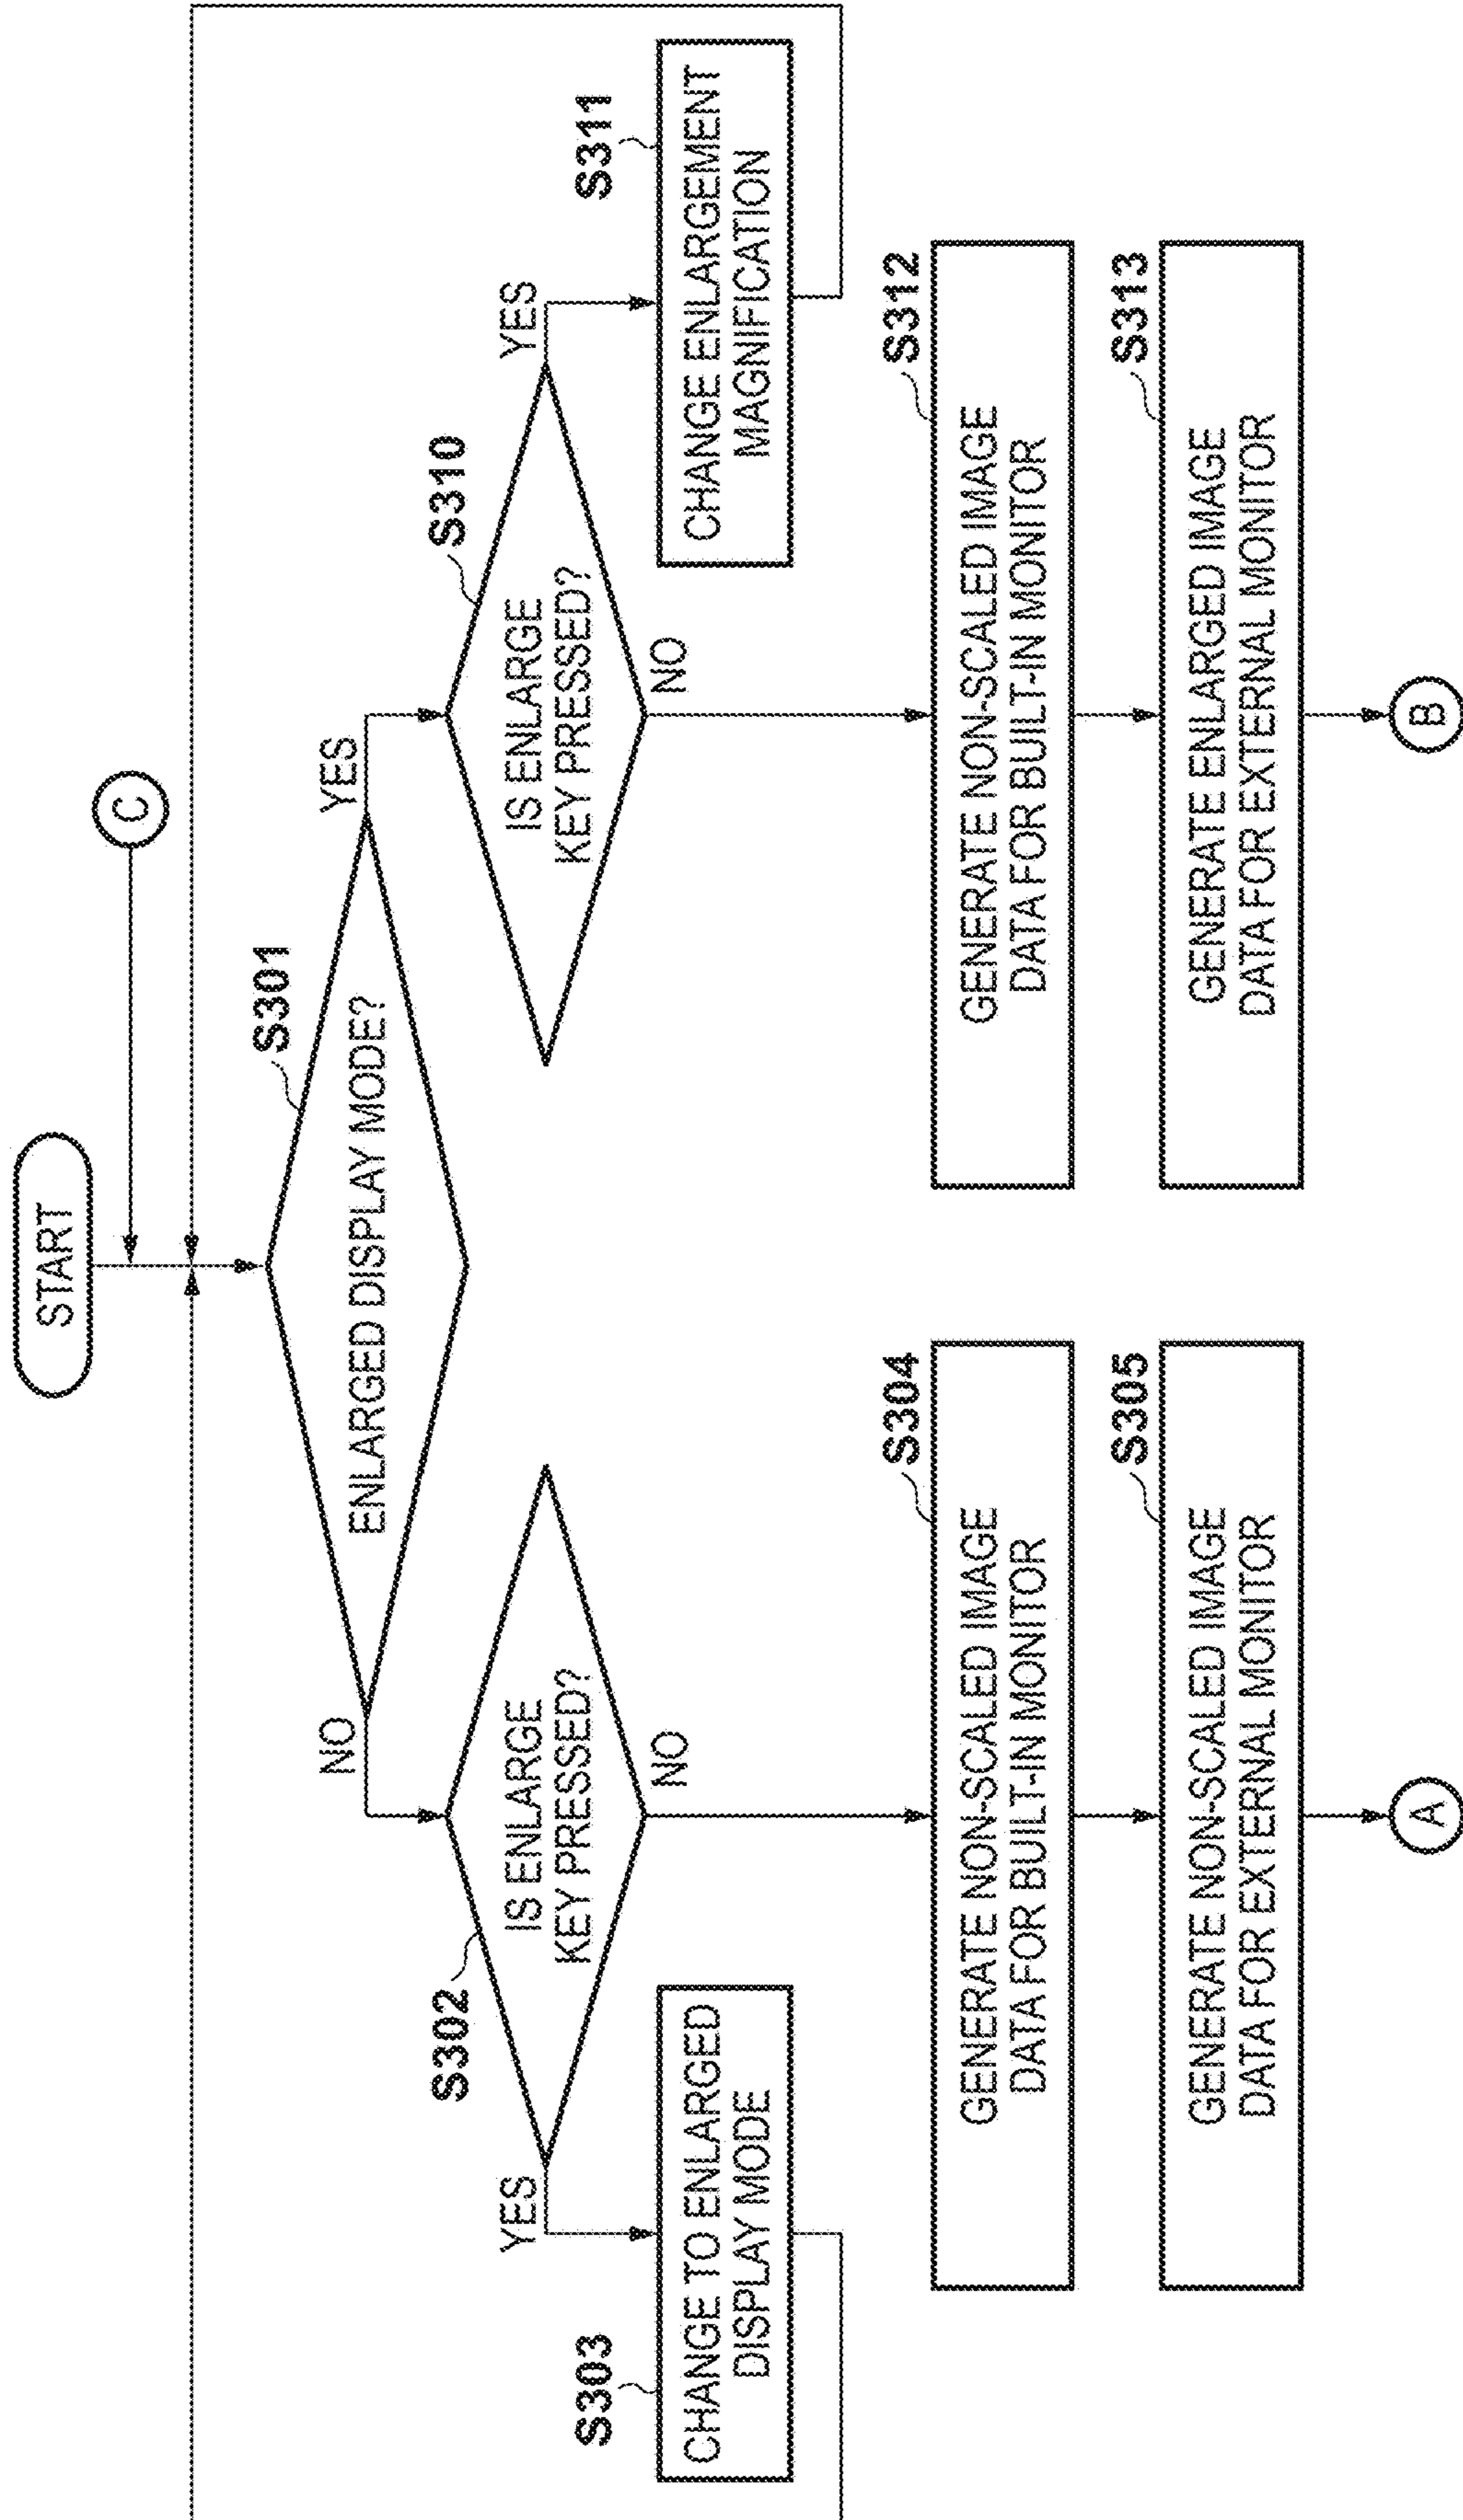 START
C
S301
ENLARGED DISPLAY MODE?
NO
YES
S302
IS ENLARGE
KEY PRESSED?
YES
NO
S303
CHANGE TO ENLARGED
DISPLAY MODE
S304
GENERATE NON-SCALED IMAGE
DATA FOR BUILT-IN MONITOR
S305
GENERATE NON-SCALED IMAGE
DATA FOR EXTERNAL MONITOR
A
S310
IS ENLARGE
KEY PRESSED?
YES
NO
S311
CHANGE ENLARGEMENT
MAGNIFICATION
S312
GENERATE NON-SCALED IMAGE
DATA FOR BUILT-IN MONITOR
S313
GENERATE ENLARGED IMAGE
DATA FOR EXTERNAL MONITOR
B